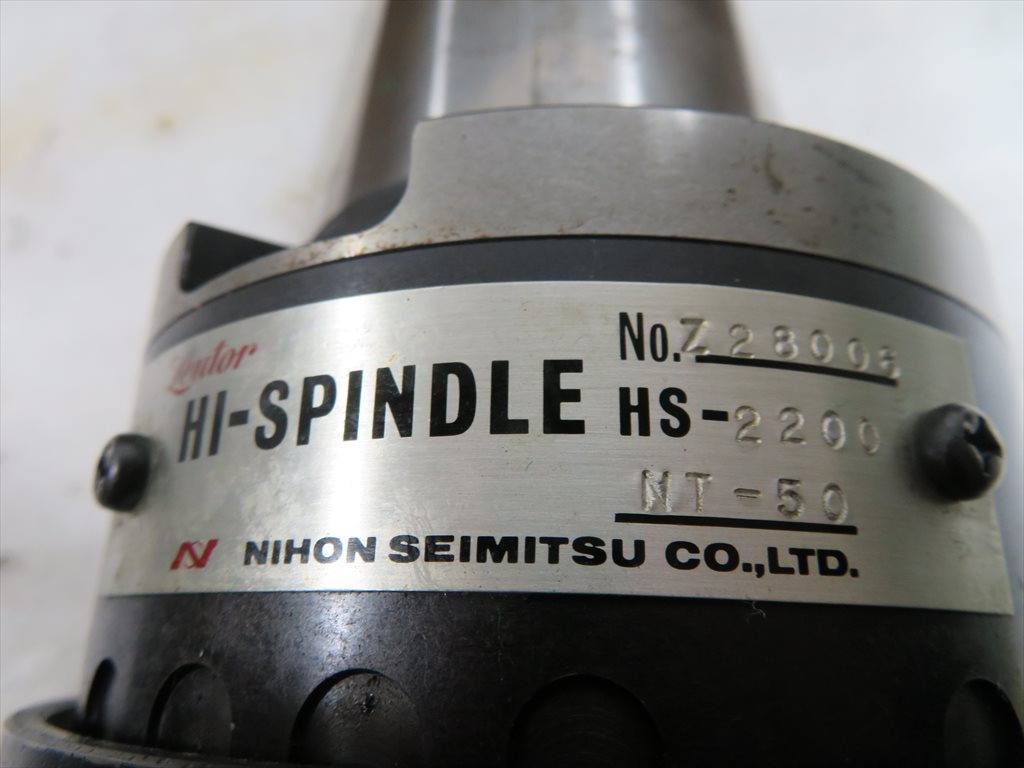 Leutor
HI-SPINDLE
No. Z28006
HS-2200
NT-50
N NIHON SEIMITSU CO.,LTD.